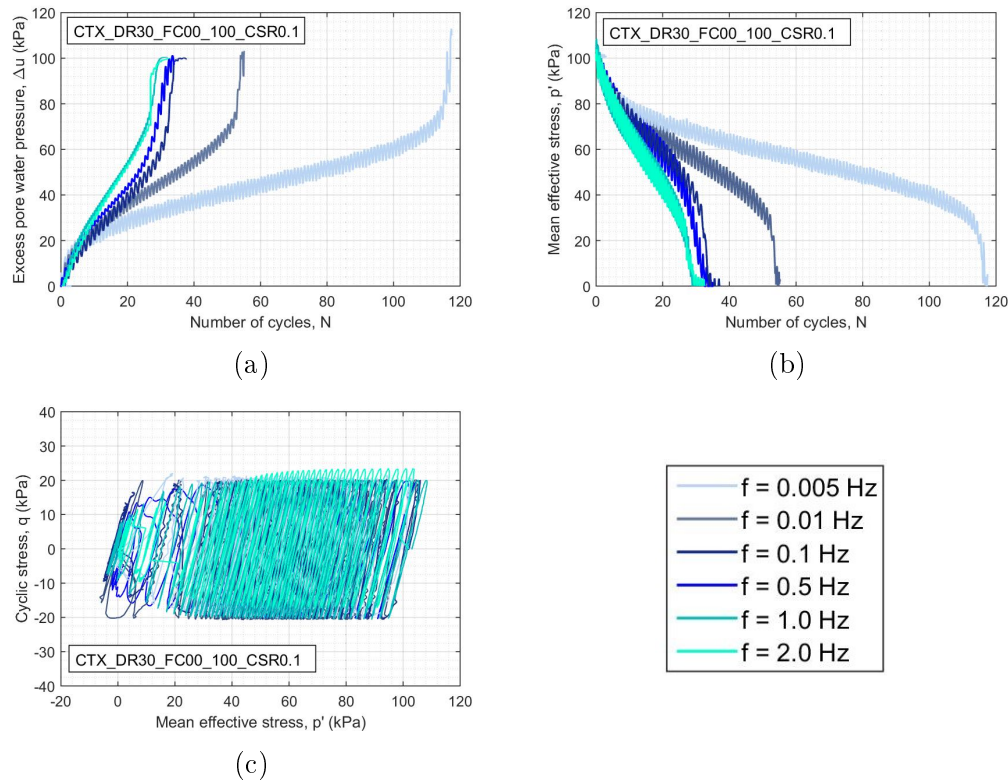 CTX_DR30_FC00_100_CSR0.1
Excess pore water pressure, Δu (kPa)
120
100
80
60
40
20
0
0 20 40 60 80 100 120
Number of cycles, N
(a)
CTX_DR30_FC00_100_CSR0.1
Mean effective stress, p' (kPa)
120
100
80
60
40
20
0
0 20 40 60 80 100 120
Number of cycles, N
(b)
Cyclic stress, q (kPa)
40
30
20
10
0
-10
-20
-30
-40
CTX_DR30_FC00_100_CSR0.1
-20 0 20 40 60 80 100 120
Mean effective stress, p' (kPa)
(c)
f = 0.005 Hz
f = 0.01 Hz
f = 0.1 Hz
f = 0.5 Hz
f = 1.0 Hz
f = 2.0 Hz